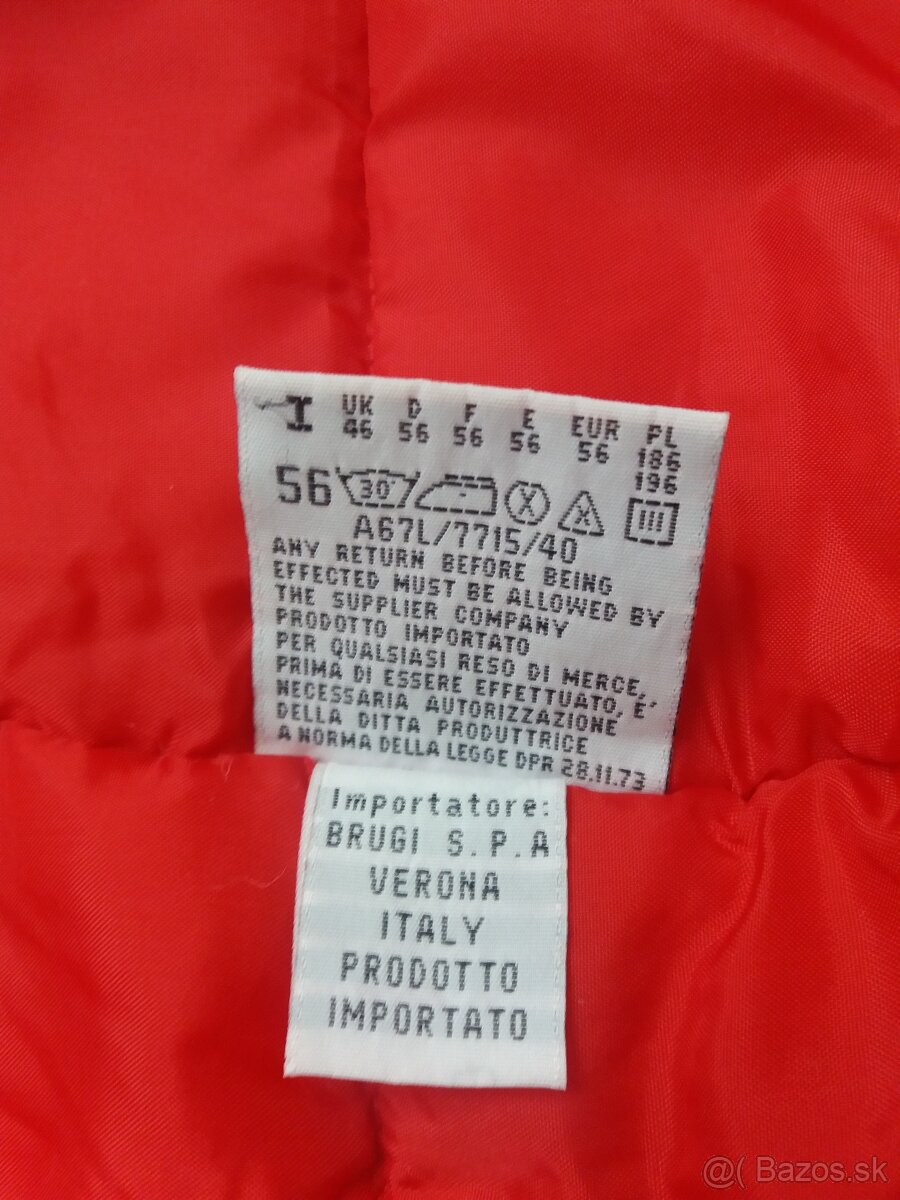 I UK D F E EUR PL
46 56 56 56 56 186
196
56 30°
A67L/7715/40
ANY RETURN BEFORE BEING
EFFECTED MUST BE ALLOWED BY
THE SUPPLIER COMPANY
PRODOTTO IMPORTATO
PER QUALSIASI RESO DI MERCE,
PRIMA DI ESSERE EFFETTUATO, E'
NECESSARIA AUTORIZZAZIONE
DELLA DITTA PRODUTTRICE
A NORMA DELLA LEGGE DPR 28.11.73
Importatore:
BRUGI S.P.A
VERONA
ITALY
PRODOTTO
IMPORTATO
@( Bazos.sk